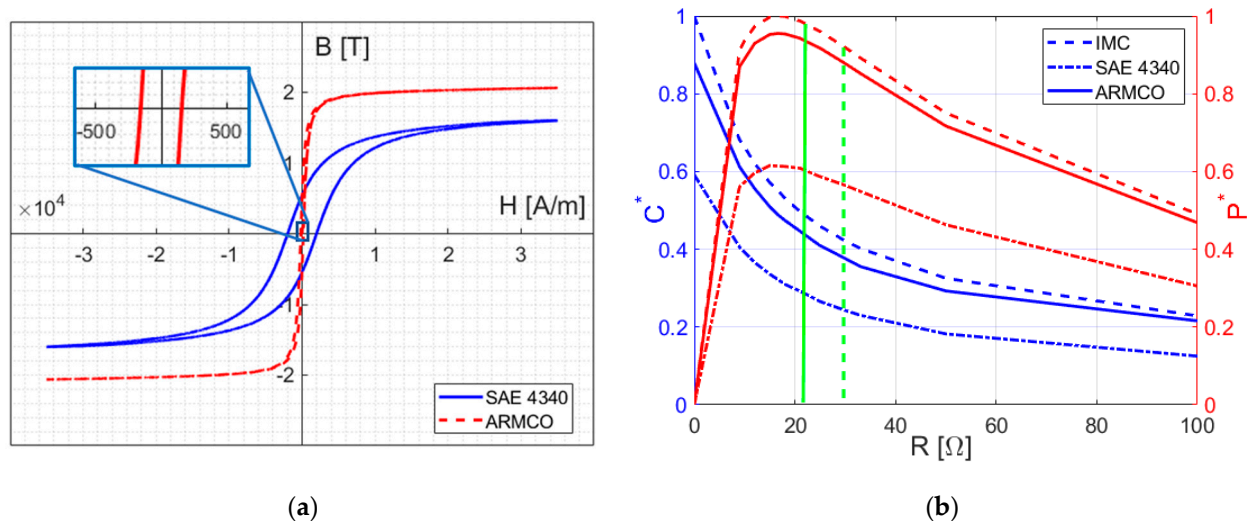 B [T]
2
-500
500
1
×10⁴
H [A/m]
-3
-2
-1
1
2
3
-1
-2
SAE 4340
ARMCO
(a)
1
1
IMC
SAE 4340
ARMCO
0.8
0.8
0.6
0.6
C*
P*
0.4
0.4
0.2
0.2
0
0
0
20
40
60
80
100
R [Ω]
(b)